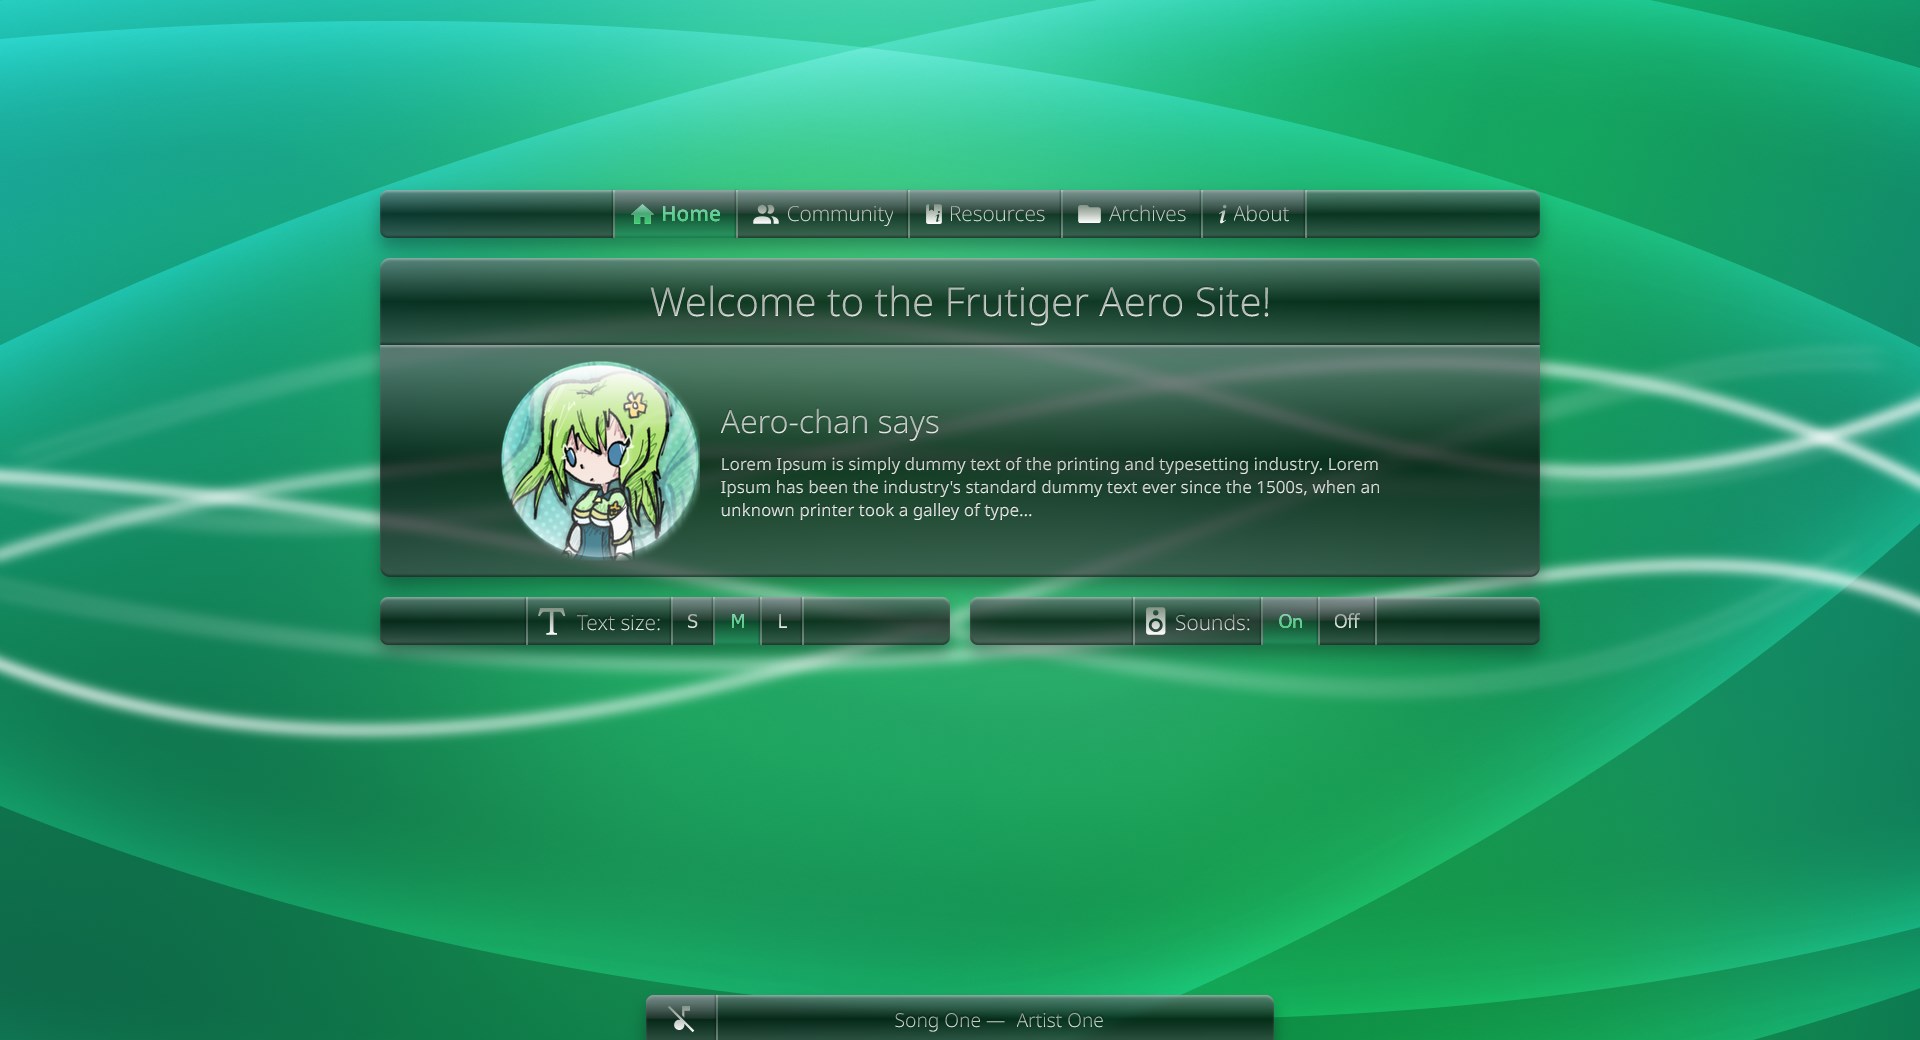 Home Community Resources Archives About
Welcome to the Frutiger Aero Site!
Aero-chan says
Lorem Ipsum is simply dummy text of the printing and typesetting industry. Lorem
Ipsum has been the industry's standard dummy text ever since the 1500s, when an
unknown printer took a galley of type...
Text size: S M L
Sounds: On Off
Song One — Artist One